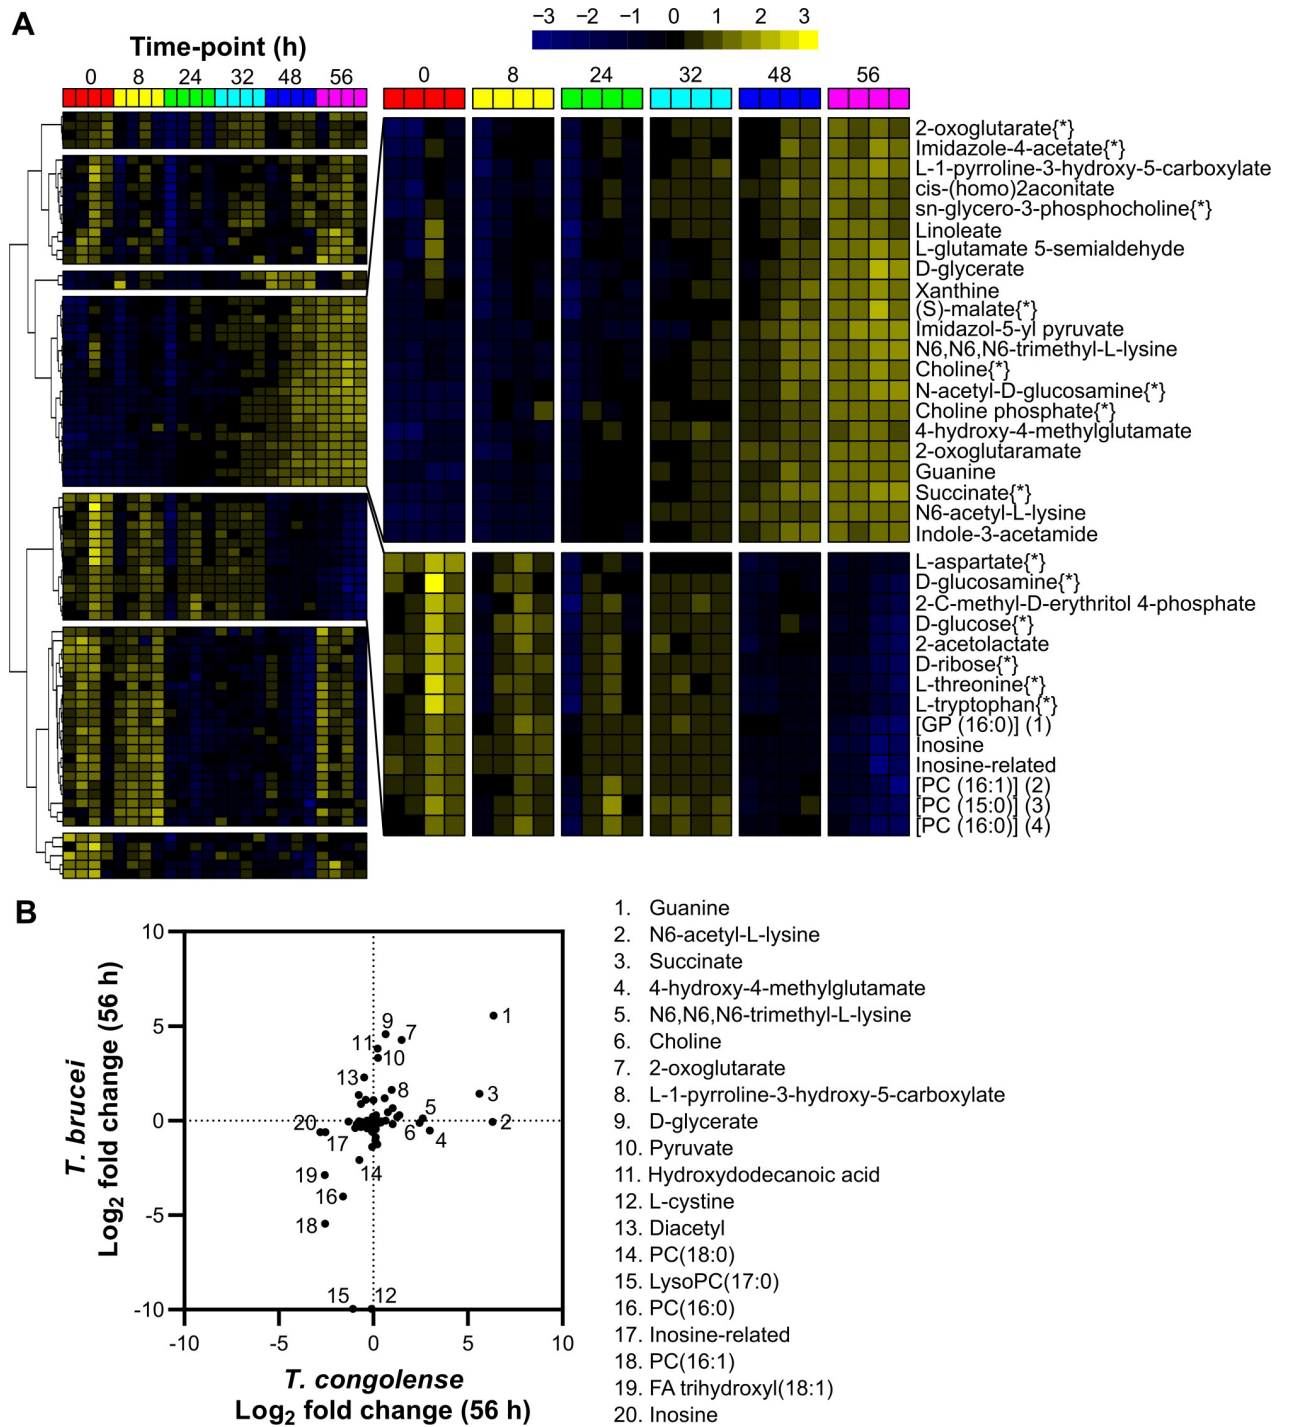 A
−3 −2 −1 0 1 2 3
Time-point (h)
0 8 24 32 48 56
0 8 24 32 48 56
2-oxoglutarate{*}
Imidazole-4-acetate{*}
L-1-pyrroline-3-hydroxy-5-carboxylate
cis-(homo)2aconitate
sn-glycero-3-phosphocholine{*}
Linoleate
L-glutamate 5-semialdehyde
D-glycerate
Xanthine
(S)-malate{*}
Imidazol-5-yl pyruvate
N6,N6,N6-trimethyl-L-lysine
Choline{*}
N-acetyl-D-glucosamine{*}
Choline phosphate{*}
4-hydroxy-4-methylglutamate
2-oxoglutaramate
Guanine
Succinate{*}
N6-acetyl-L-lysine
Indole-3-acetamide
L-aspartate{*}
D-glucosamine{*}
2-C-methyl-D-erythritol 4-phosphate
D-glucose{*}
2-acetolactate
D-ribose{*}
L-threonine{*}
L-tryptophan{*}
[GP (16:0)] (1)
Inosine
Inosine-related
[PC (16:1)] (2)
[PC (15:0)] (3)
[PC (16:0)] (4)
B
T. brucei
Log2 fold change (56 h)
10
5
0
-5
-10
-10 -5 0 5 10
T. congolense
Log2 fold change (56 h)
1
9
7
11
10
13
8
3
5
20
2
17
6
4
14
19
16
18
15
12
1. Guanine
2. N6-acetyl-L-lysine
3. Succinate
4. 4-hydroxy-4-methylglutamate
5. N6,N6,N6-trimethyl-L-lysine
6. Choline
7. 2-oxoglutarate
8. L-1-pyrroline-3-hydroxy-5-carboxylate
9. D-glycerate
10. Pyruvate
11. Hydroxydodecanoic acid
12. L-cystine
13. Diacetyl
14. PC(18:0)
15. LysoPC(17:0)
16. PC(16:0)
17. Inosine-related
18. PC(16:1)
19. FA trihydroxyl(18:1)
20. Inosine